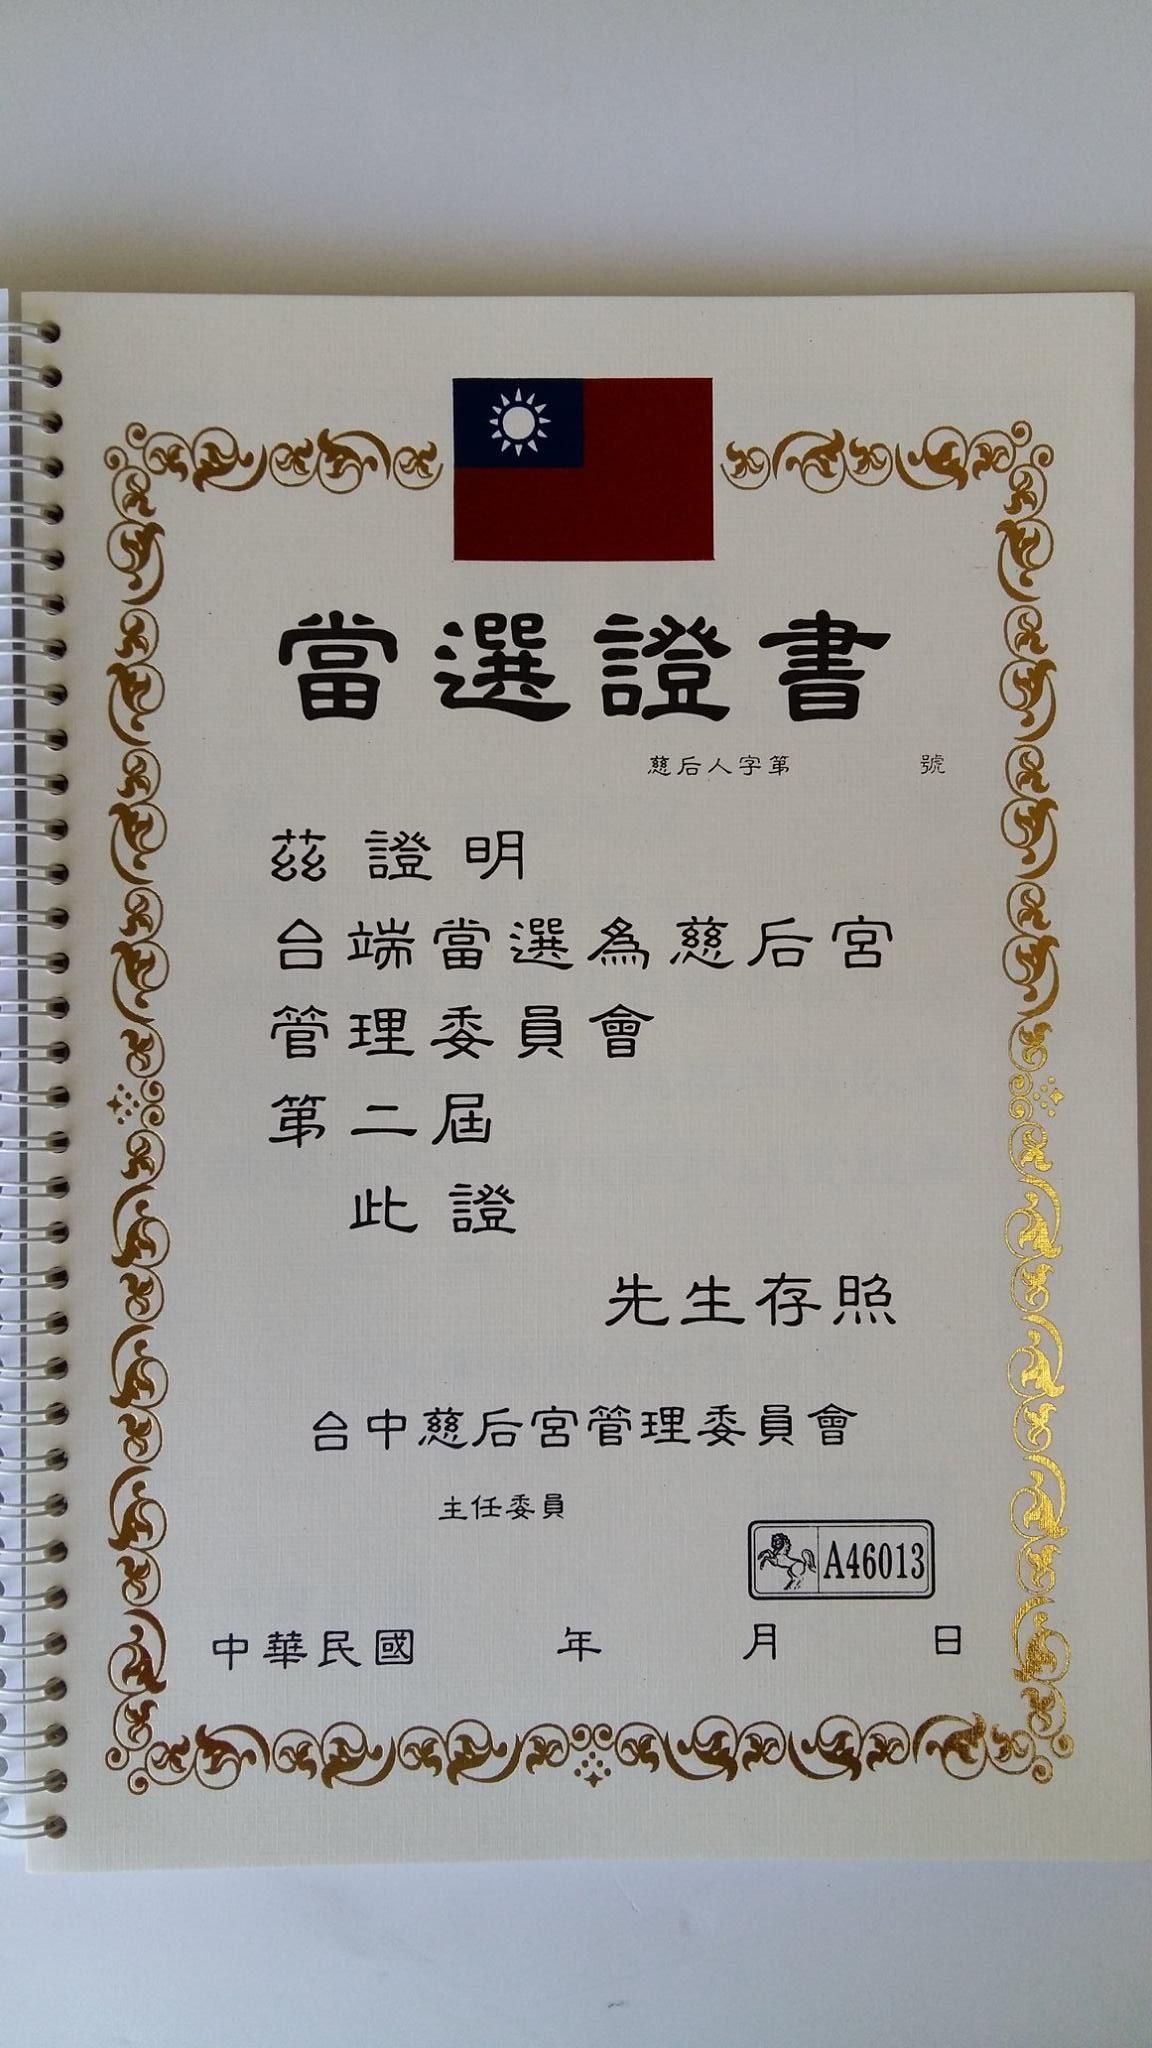 當選證書
慈后人字第 號
茲證明
台端當選為慈后宮
管理委員會
第二屆
此證
先生存照
台中慈后宮管理委員會
主任委員
A46013
中華民國 年 月 日